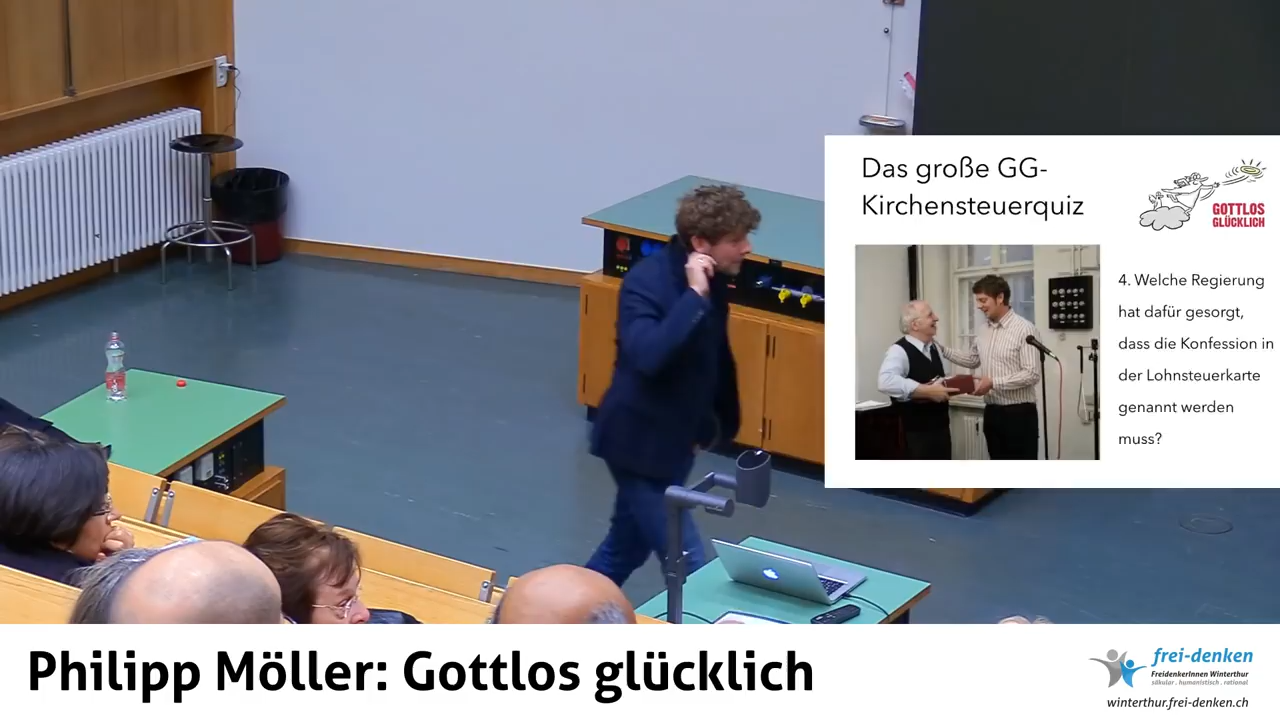 Das große GG-
Kirchensteuerquiz
GOTTLOS
GLÜCKLICH
4. Welche Regierung
hat dafür gesorgt,
dass die Konfession in
der Lohnsteuerkarte
genannt werden
muss?
Philipp Möller: Gottlos glücklich
frei-denken
FreidenkerInnen Winterthur
säkular . humanistisch . rational
winterthur.frei-denken.ch